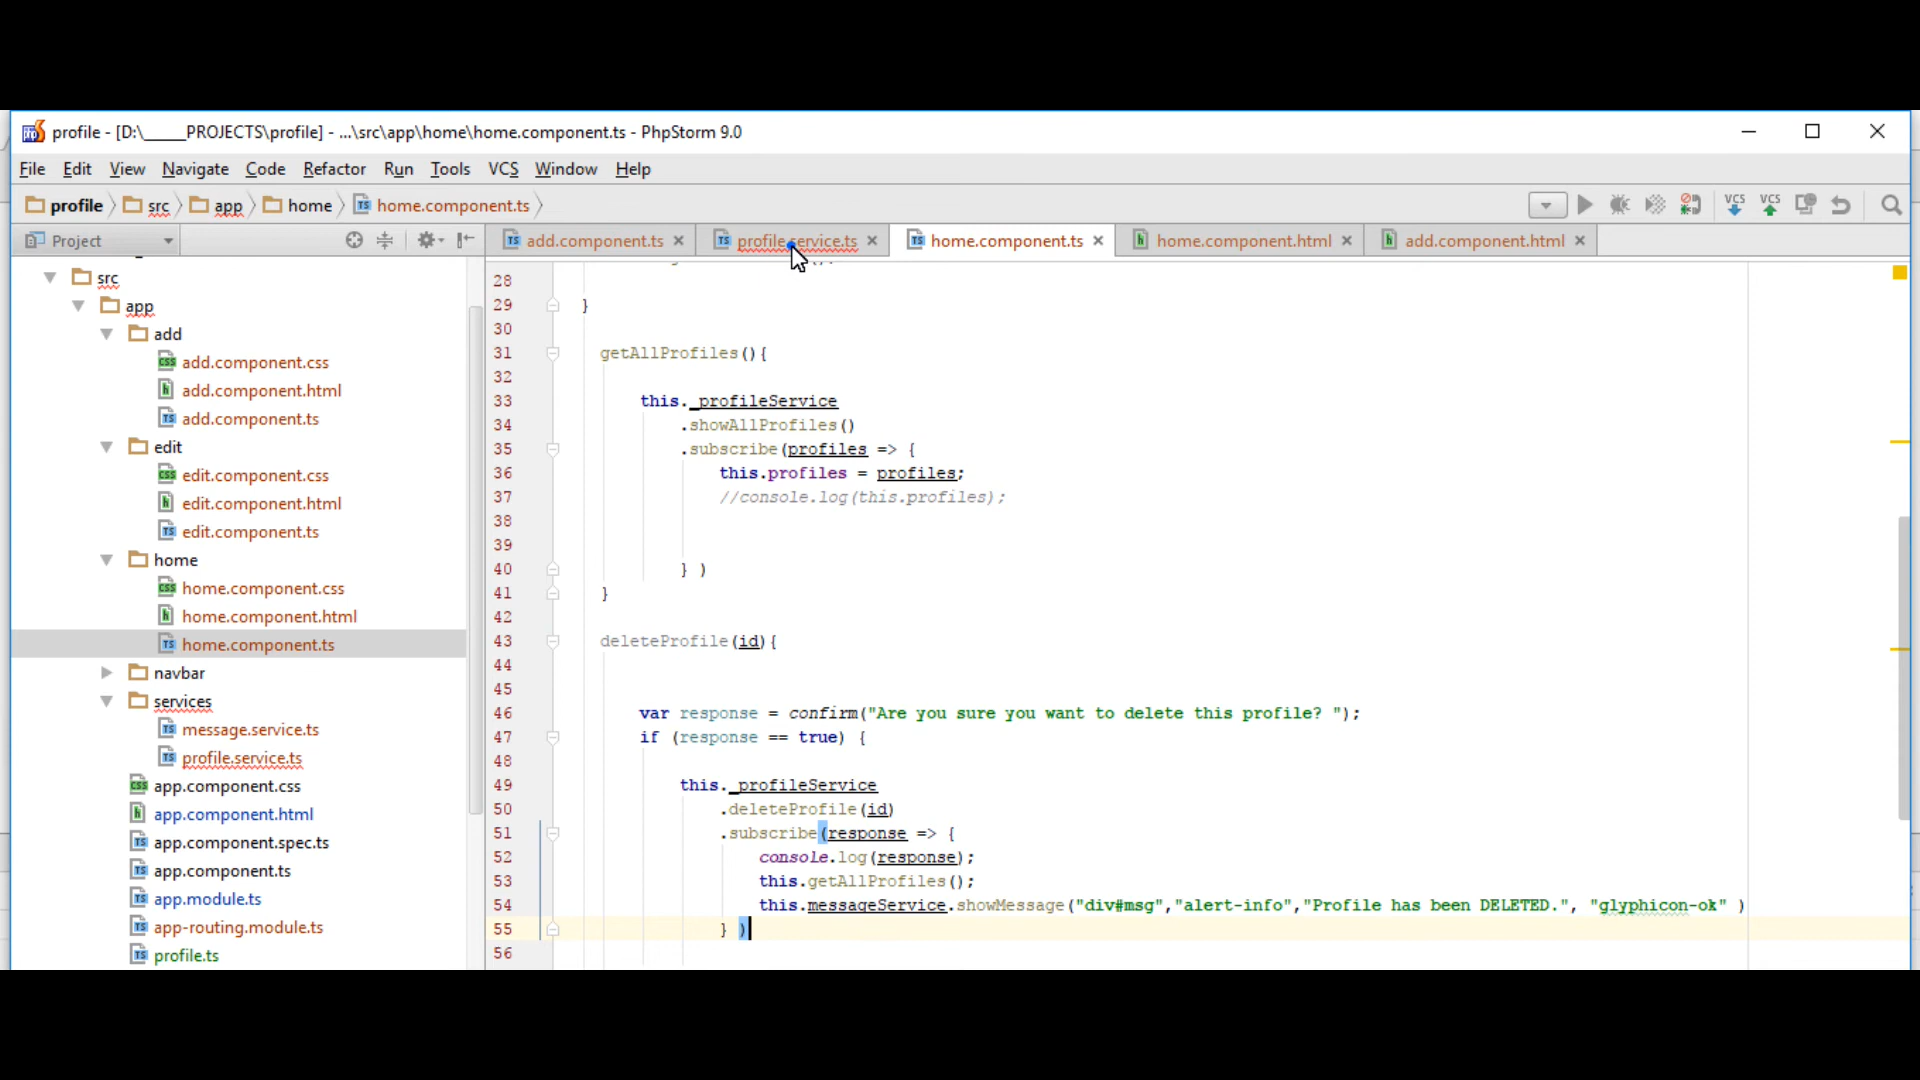 profile - [D:\_____PROJECTS\profile] - ...\src\app\home\home.component.ts - PhpStorm 9.0
File Edit View Navigate Code Refactor Run Tools VCS Window Help
profile src app home home.component.ts
VCS VCS
Project
add.component.ts profile.service.ts home.component.ts home.component.html add.component.html
src
app
add
add.component.css
add.component.html
add.component.ts
edit
edit.component.css
edit.component.html
edit.component.ts
home
home.component.css
home.component.html
home.component.ts
navbar
services
message.service.ts
profile.service.ts
app.component.css
app.component.html
app.component.spec.ts
app.component.ts
app.module.ts
app-routing.module.ts
profile.ts
28
29 }
30
31 getAllProfiles(){
32
33 this._profileService
34 .showAllProfiles()
35 .subscribe(profiles => {
36 this.profiles = profiles;
37 //console.log(this.profiles);
38
39
40 } )
41 }
42
43 deleteProfile(id){
44
45
46 var response = confirm("Are you sure you want to delete this profile? ");
47 if (response == true) {
48
49 this._profileService
50 .deleteProfile(id)
51 .subscribe(response => {
52 console.log(response);
53 this.getAllProfiles();
54 this.messageService.showMessage("div#msg","alert-info","Profile has been DELETED.", "glyphicon-ok" )
55 } )
56